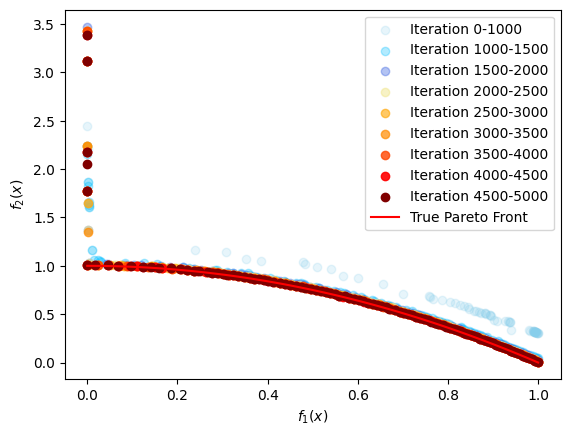 3.5
3.0
2.5
2.0
1.5
1.0
0.5
0.0
f₂(x)
Iteration 0-1000
Iteration 1000-1500
Iteration 1500-2000
Iteration 2000-2500
Iteration 2500-3000
Iteration 3000-3500
Iteration 3500-4000
Iteration 4000-4500
Iteration 4500-5000
True Pareto Front
0.0 0.2 0.4 0.6 0.8 1.0
f₁(x)